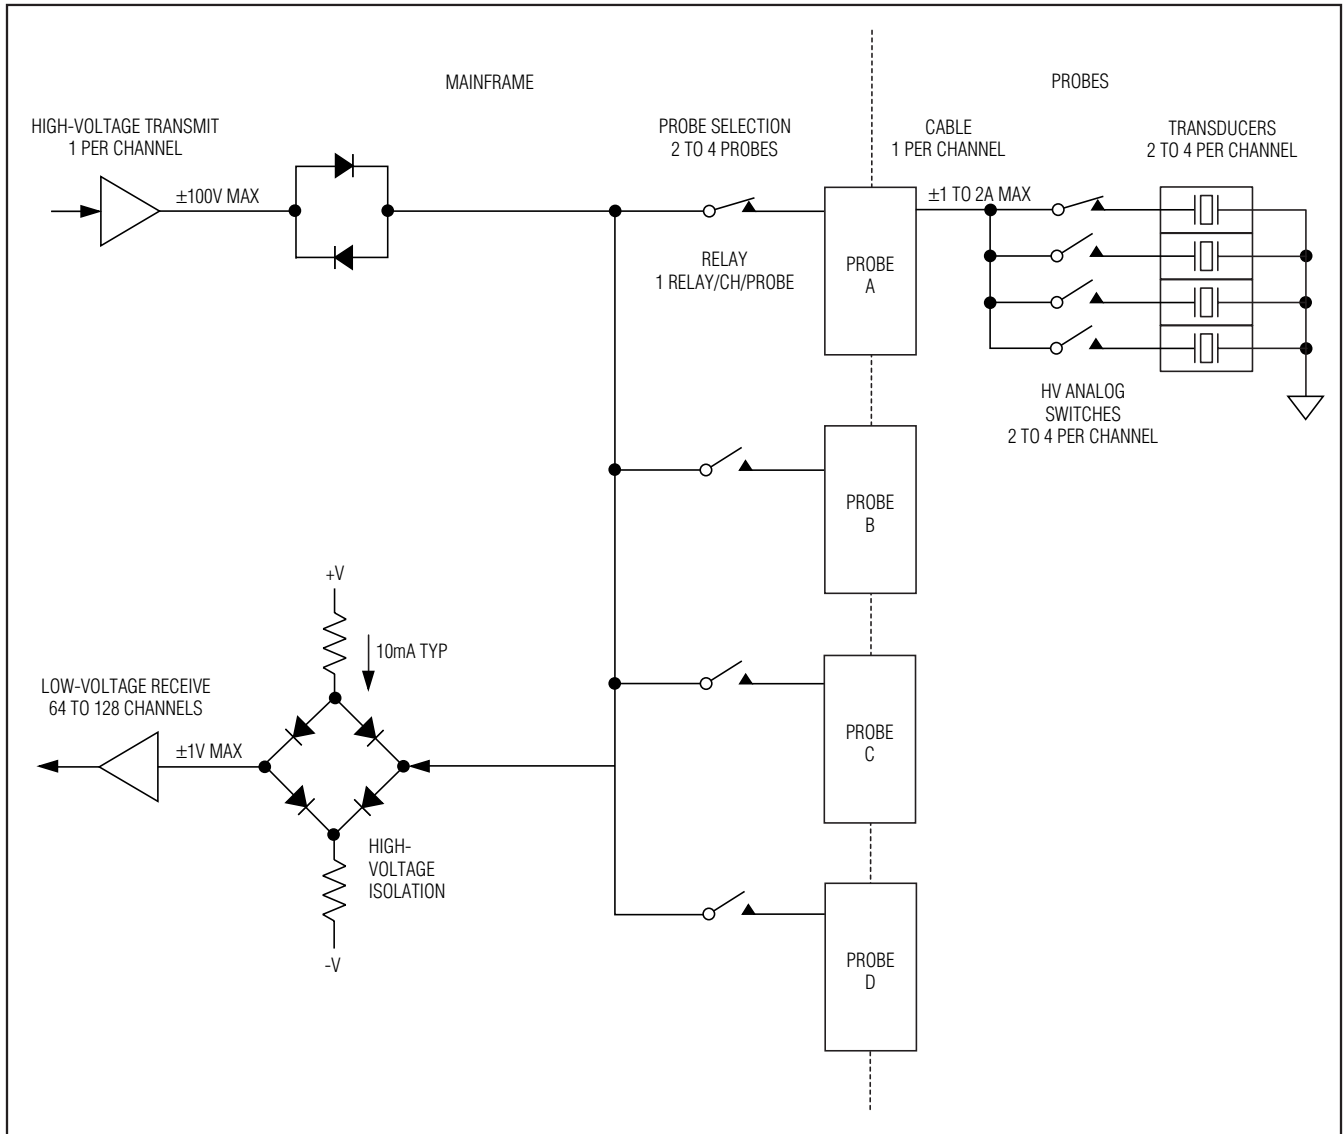 MAINFRAME
PROBES
HIGH-VOLTAGE TRANSMIT
1 PER CHANNEL
PROBE SELECTION
2 TO 4 PROBES
CABLE
1 PER CHANNEL
TRANSDUCERS
2 TO 4 PER CHANNEL
±100V MAX
±1 TO 2A MAX
RELAY
1 RELAY/CH/PROBE
PROBE
A
HV ANALOG
SWITCHES
2 TO 4 PER CHANNEL
PROBE
B
+V
10mA TYP
LOW-VOLTAGE RECEIVE
64 TO 128 CHANNELS
±1V MAX
PROBE
C
HIGH-
VOLTAGE
ISOLATION
-V
PROBE
D